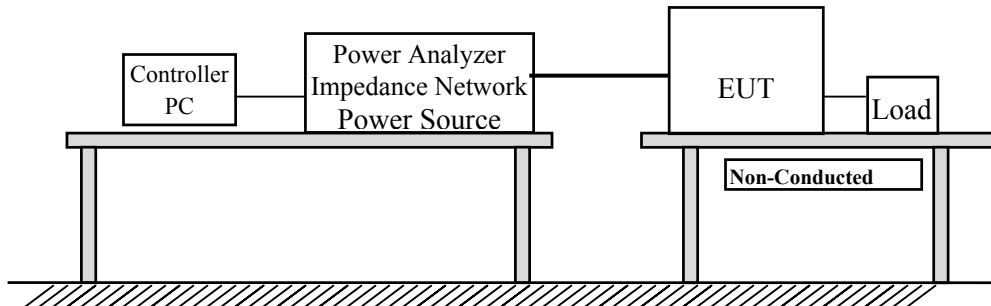 Controller
PC
Power Analyzer
Impedance Network
Power Source
EUT
Load
Non-Conducted